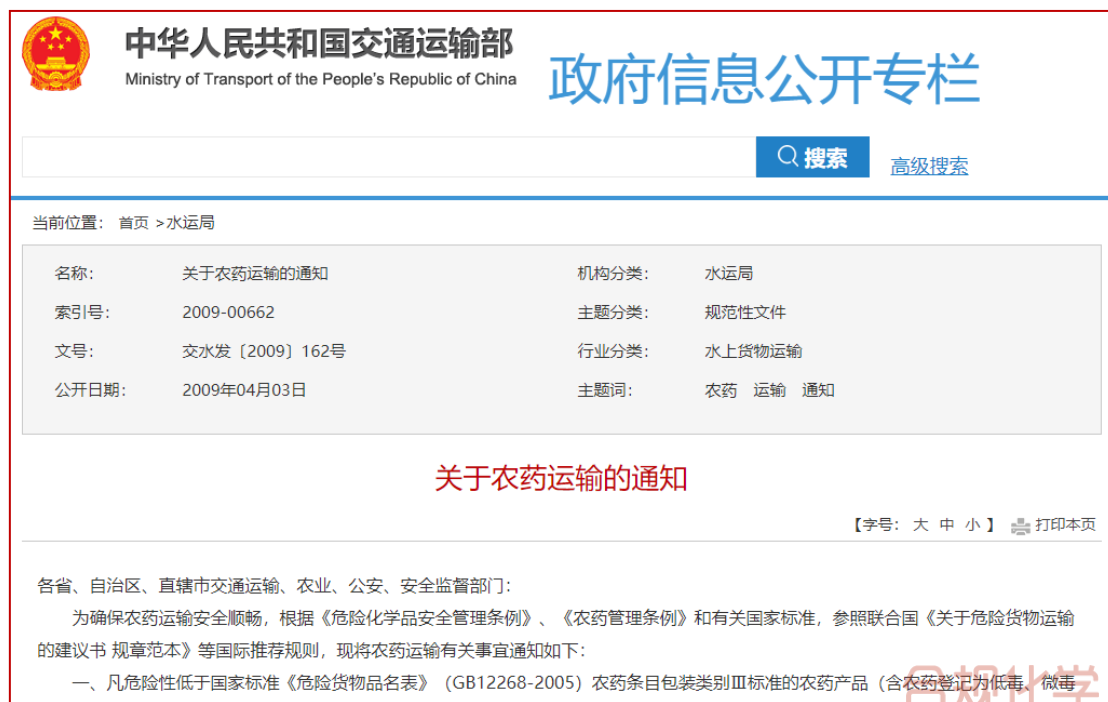 中华人民共和国交通运输部
Ministry of Transport of the People's Republic of China
政府信息公开专栏
搜索
高级搜索
当前位置： 首页 >水运局
名称： 关于农药运输的通知 机构分类： 水运局
索引号： 2009-00662 主题分类： 规范性文件
文号： 交水发〔2009〕162号 行业分类： 水上货物运输
公开日期： 2009年04月03日 主题词： 农药 运输 通知
关于农药运输的通知
【字号： 大 中 小 】 打印本页
各省、自治区、直辖市交通运输、农业、公安、安全监督部门：
为确保农药运输安全顺畅，根据《危险化学品安全管理条例》、《农药管理条例》和有关国家标准，参照联合国《关于危险货物运输
的建议书 规章范本》等国际推荐规则，现将农药运输有关事宜通知如下：
一、凡危险性低于国家标准《危险货物品名表》（GB12268-2005）农药条目包装类别Ⅲ标准的农药产品（含农药登记为低毒、微毒
合规化学